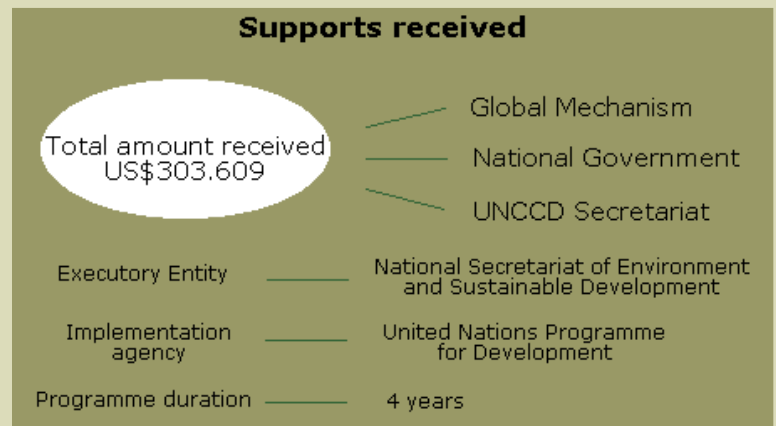 Supports received
Total amount received
US$303.609
Global Mechanism
National Government
UNCCD Secretariat
Executory Entity
National Secretariat of Environment
and Sustainable Development
Implementation
agency
United Nations Programme
for Development
Programme duration
4 years